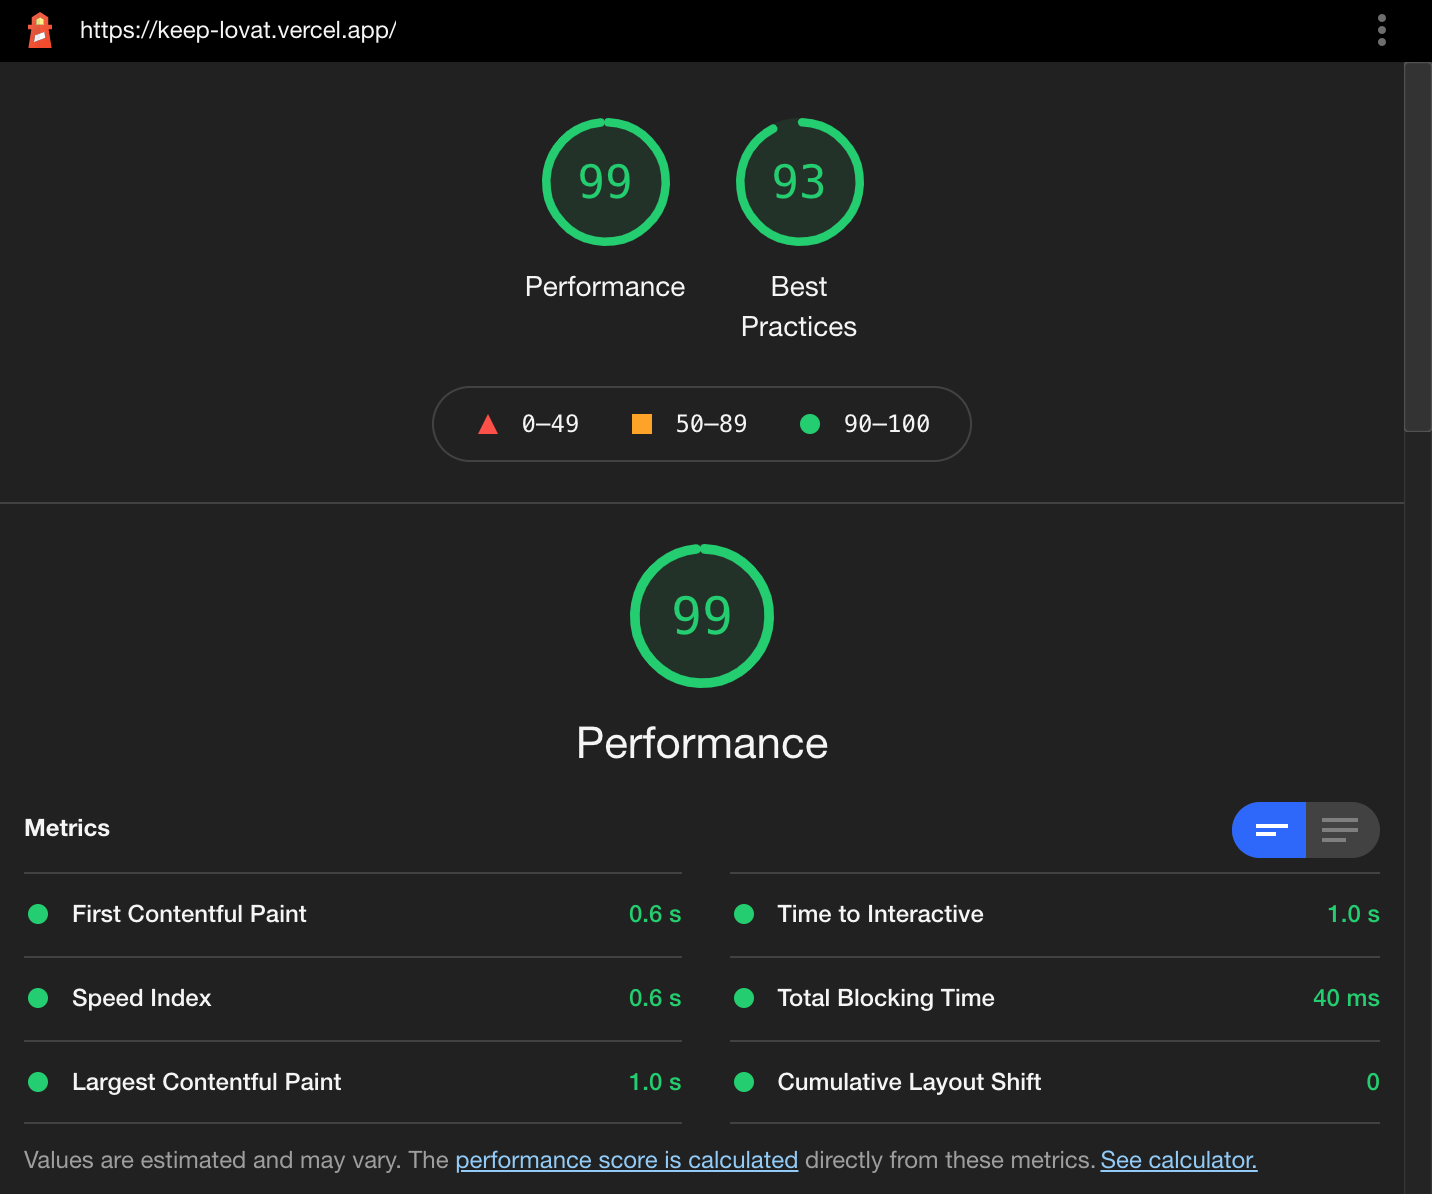 https://keep-lovat.vercel.app/
99
93
Performance
Best
Practices
0–49
50–89
90–100
99
Performance
Metrics
First Contentful Paint 0.6 s
Time to Interactive 1.0 s
Speed Index 0.6 s
Total Blocking Time 40 ms
Largest Contentful Paint 1.0 s
Cumulative Layout Shift 0
Values are estimated and may vary. The performance score is calculated directly from these metrics. See calculator.